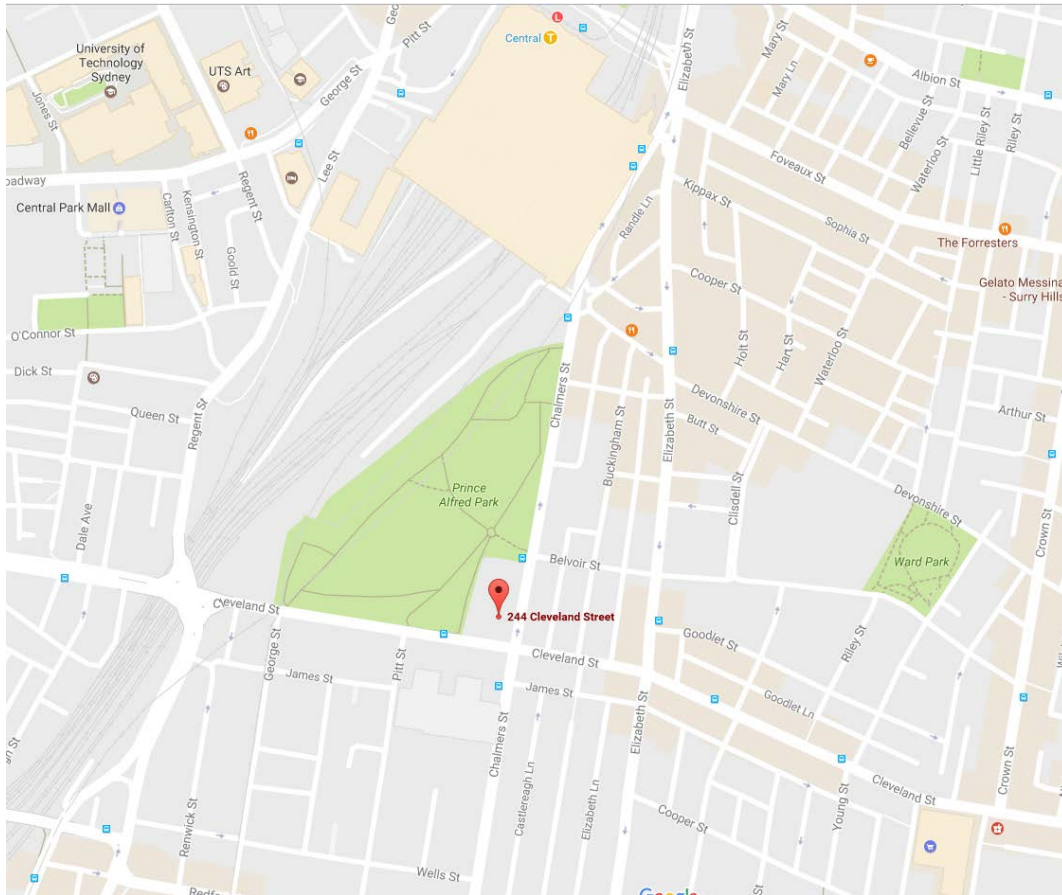 University of
Technology
Sydney
UTS Art
Central
T
L
Pitt St
George St
Jones St
Lee St
Elizabeth St
Mary St
Mary Ln
Albion St
Bellevue St
Waterloo St
Little Riley St
Riley St
Foveaux St
oadway
Central Park Mall
Carlton St
Kensington St
Regent St
Goold St
Randle Ln
Kippax St
Sophia St
The Forresters
Gelato Messina
- Surry Hills
Cooper St
Holt St
Hart St
Waterloo St
O'Connor St
Dick St
Queen St
Regent St
Chalmers St
Buckingham St
Elizabeth St
Devonshire St
Butt St
Arthur St
Clisdell St
Devonshire St
Crown St
Dale Ave
Prince
Alfred Park
Belvoir St
Ward Park
Cleveland St
244 Cleveland Street
Goodlet St
Riley St
George St
Pitt St
Cleveland St
James St
James St
Goodlet Ln
Chalmers St
Elizabeth St
Castlereagh Ln
Elizabeth Ln
Crown St
Cleveland St
Young St
Cooper St
Renwick St
Wells St
Google